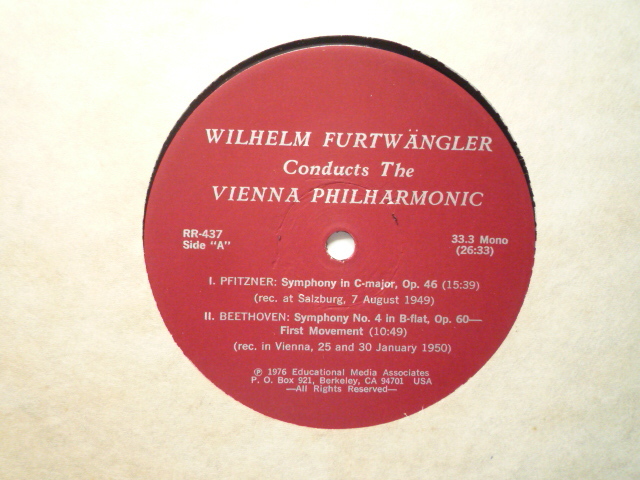 WILHELM FURTWÄNGLER
Conducts The
VIENNA PHILHARMONIC
RR-437
Side "A"
33.3 Mono
(26:33)
I. PFITZNER: Symphony in C-major, Op. 46 (15:39)
(rec. at Salzburg, 7 August 1949)
II. BEETHOVEN: Symphony No. 4 in B-flat, Op. 60—
First Movement (10:49)
(rec. in Vienna, 25 and 30 January 1950)
℗ 1976 Educational Media Associates
P. O. Box 921, Berkeley, CA 94701 USA
—All Rights Reserved—